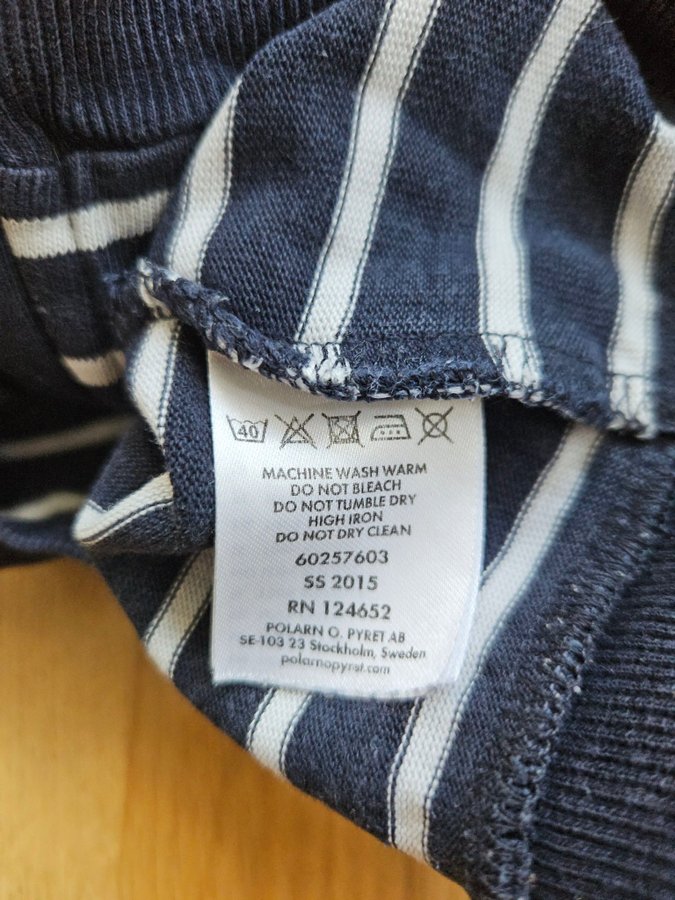 40
MACHINE WASH WARM
DO NOT BLEACH
DO NOT TUMBLE DRY
HIGH IRON
DO NOT DRY CLEAN
60257603
SS 2015
RN 124652
POLARN O. PYRET AB
SE-103 23 Stockholm, Sweden
polarnopyret.com